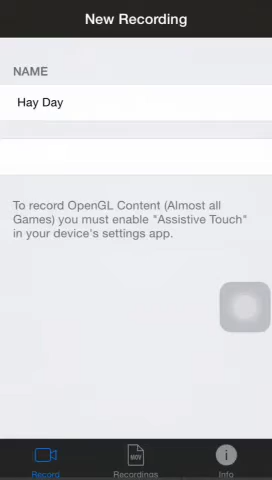 New Recording
NAME
Hay Day
To record OpenGL Content (Almost all
Games) you must enable "Assistive Touch"
in your device's settings app.
MOV
Record
Recordings
Info